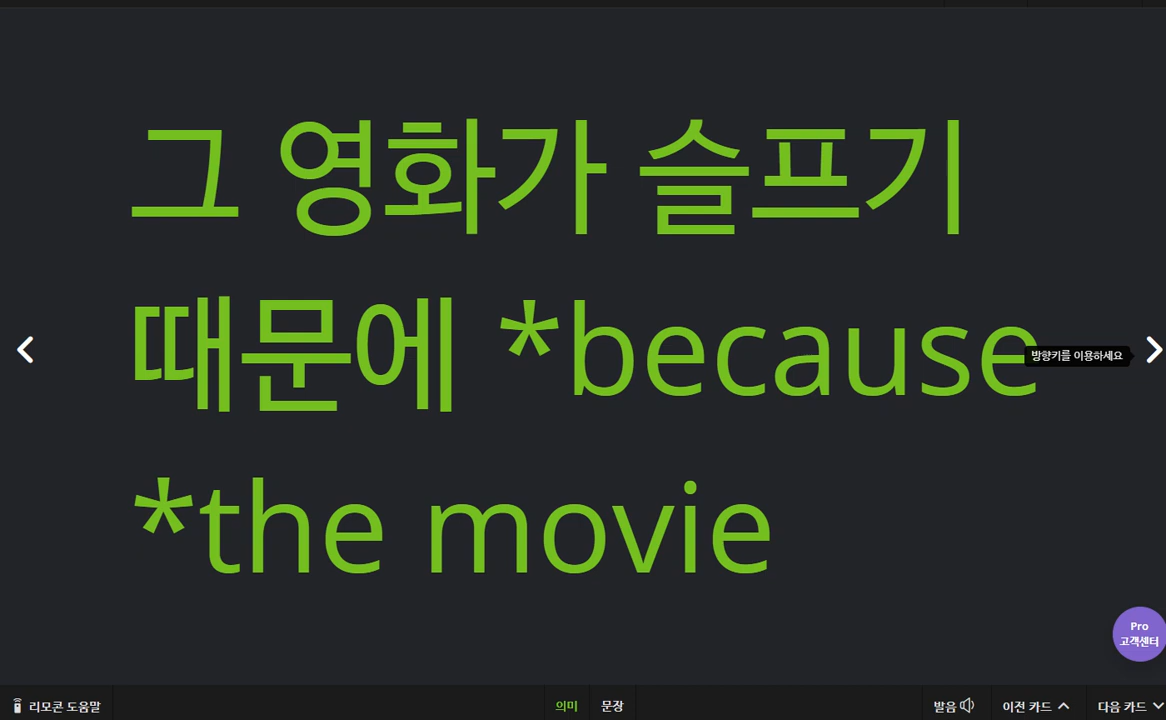 그 영화가 슬프기
때문에 *because
방향키를 이용하세요
*the movie
Pro
고객센터
리모콘 도움말
의미
문장
발음
이전 카드
다음 카드